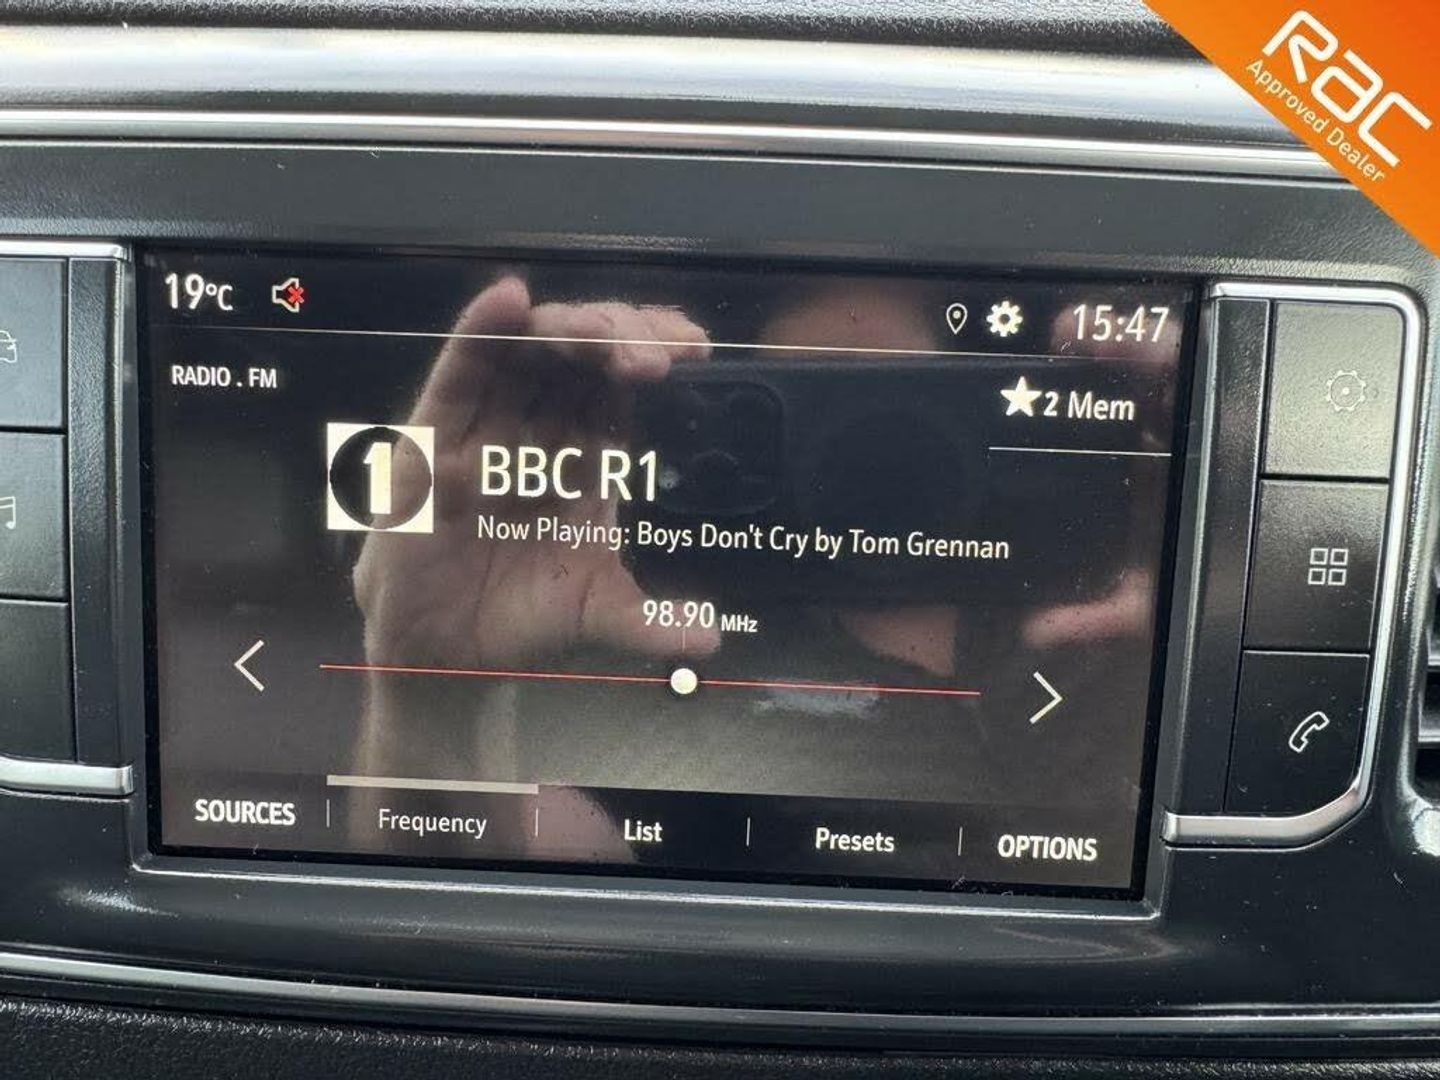 rac
Approved Dealer
19°C
15:47
RADIO . FM
★2 Mem
1
BBC R1
Now Playing: Boys Don't Cry by Tom Grennan
98.90 MHz
SOURCES
Frequency
List
Presets
OPTIONS